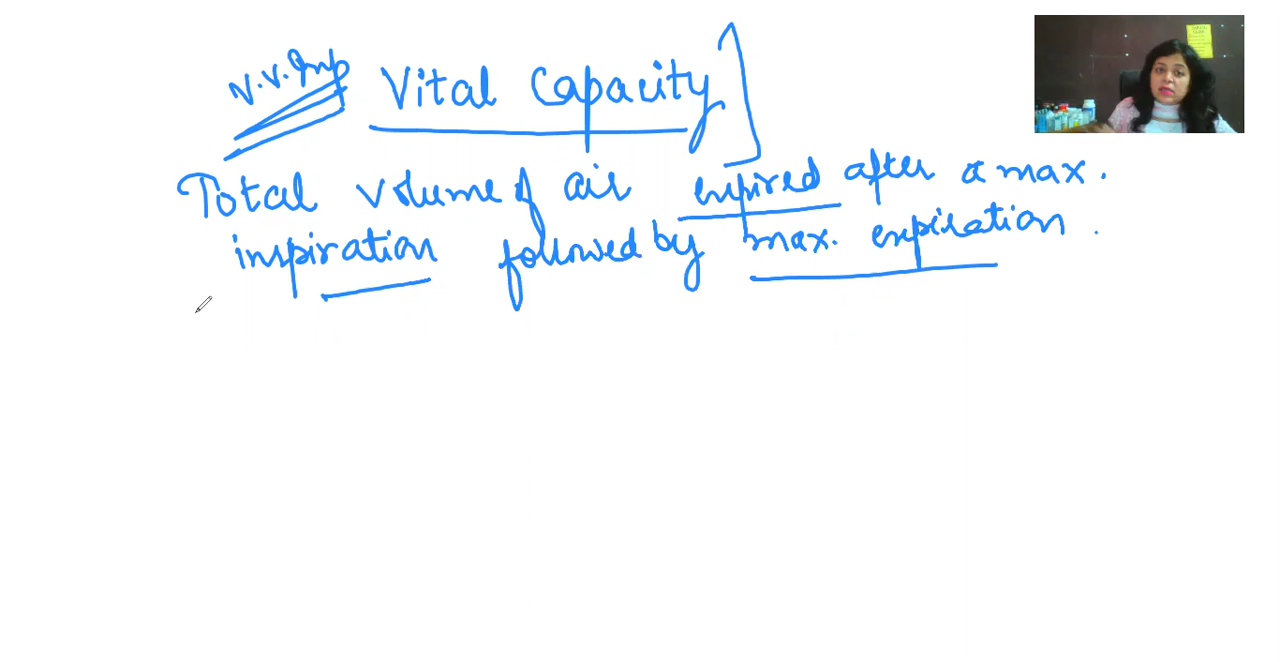 V.V. Imp
Vital Capacity
Total volume of air expired after a max.
inspiration followed by max. expiration.